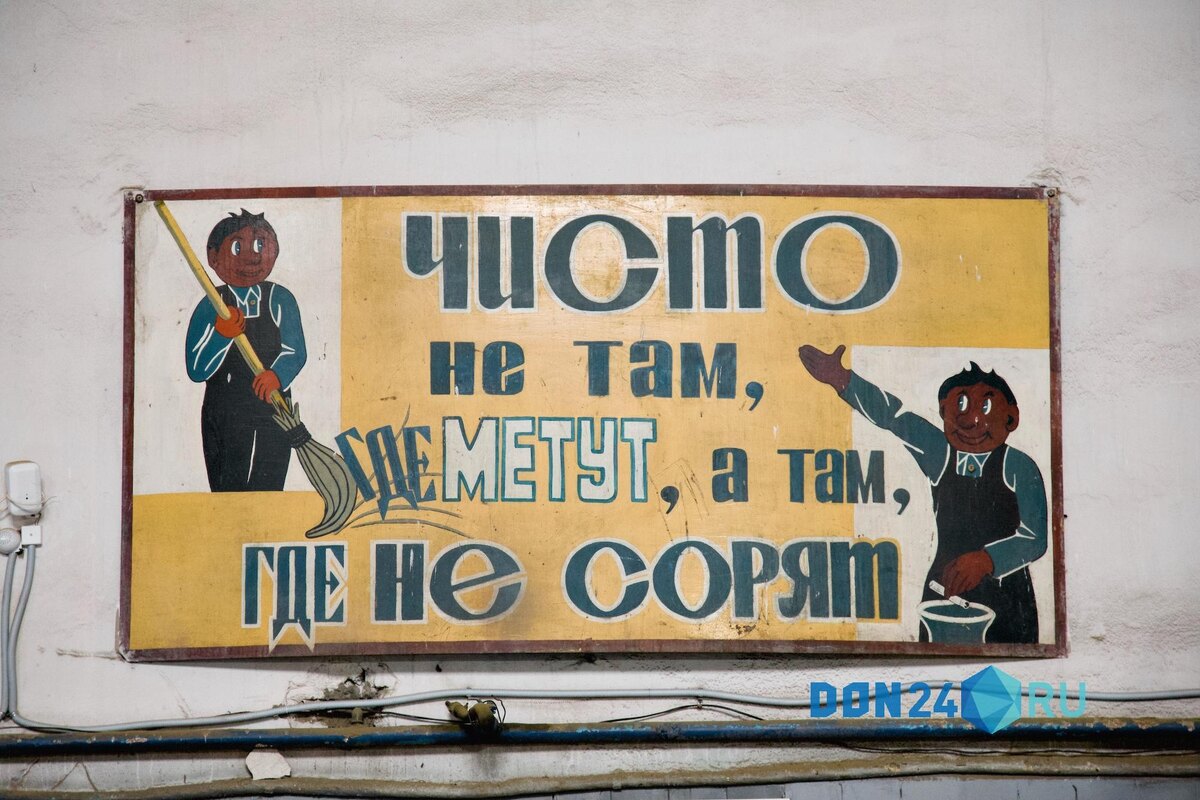 ЧИСТО
не там,
ГДЕ МЕТУТ, а там,
ГДЕ не СОРЯТ
DON24.RU